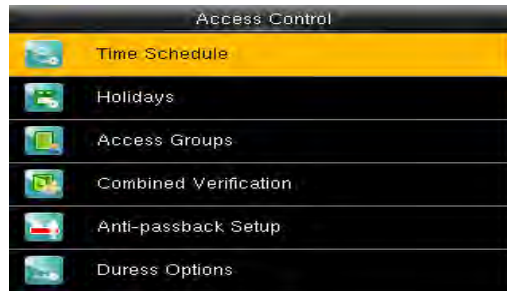 Access Control
Time Schedule
Holidays
Access Groups
Combined Verification
Anti-passback Setup
Duress Options